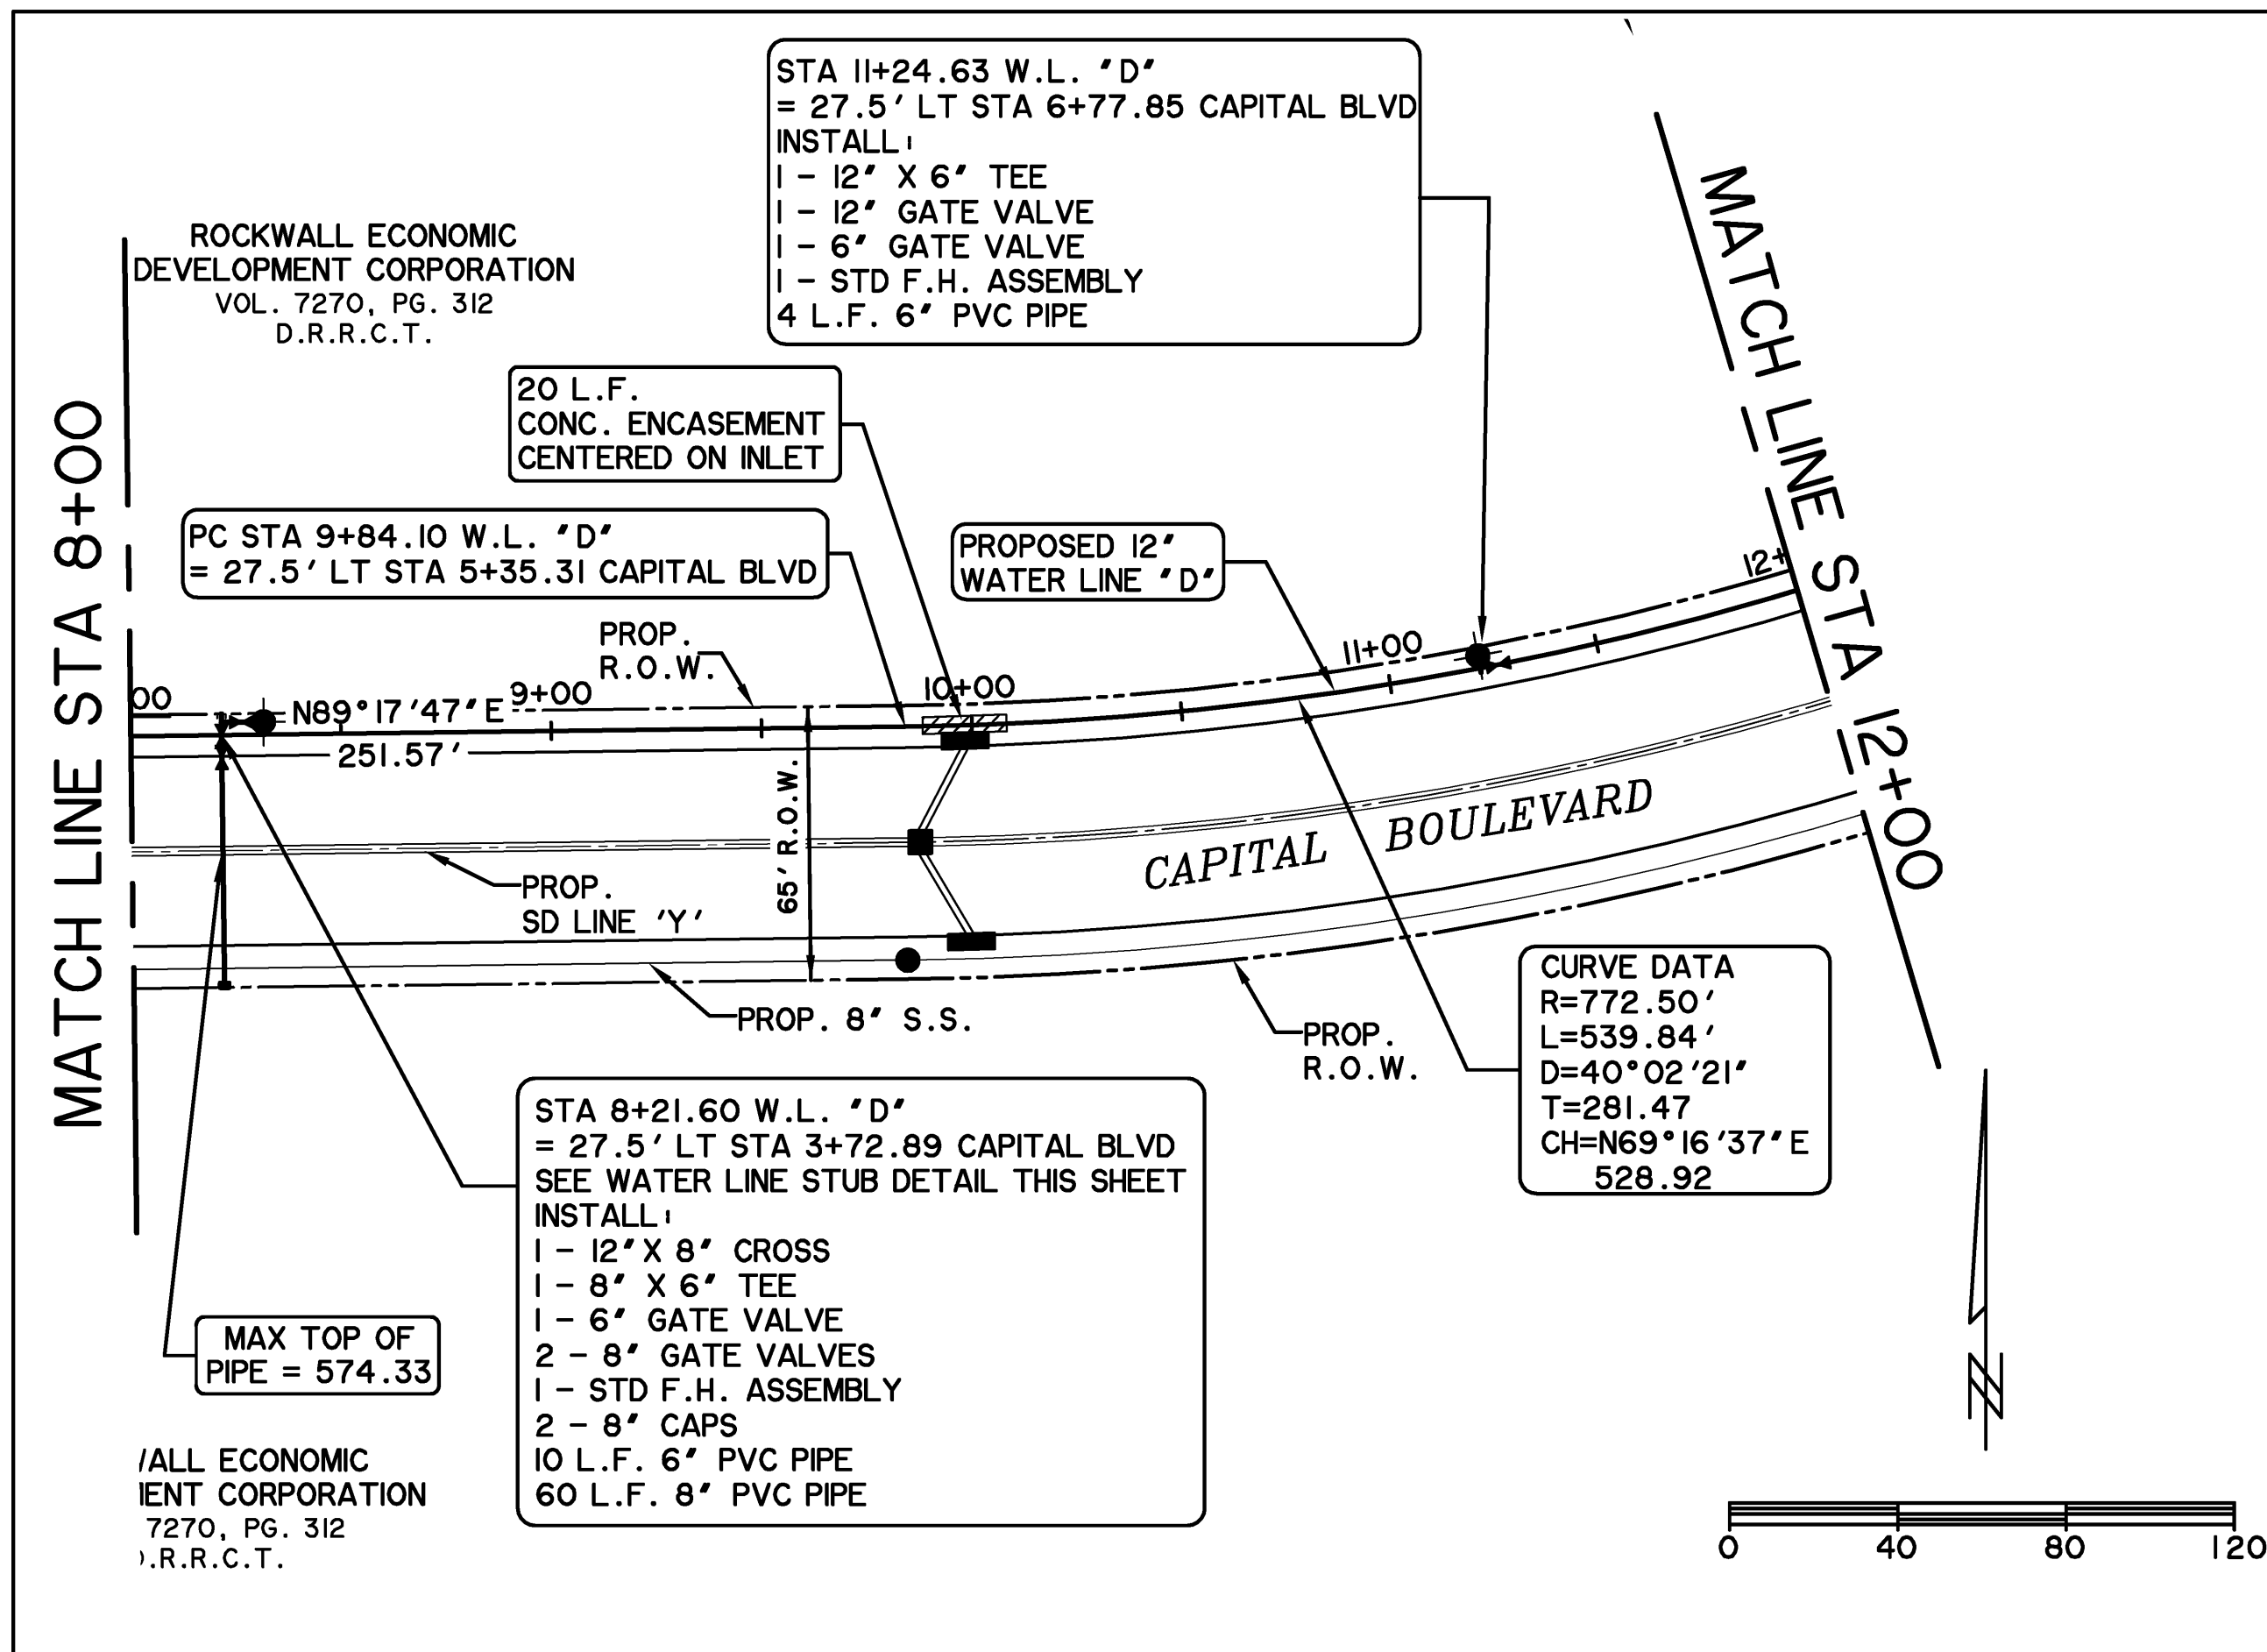 STA 11+24.63 W.L. "D"
= 27.5' LT STA 6+77.85 CAPITAL BLVD
INSTALL:
1 - 12" X 6" TEE
1 - 12" GATE VALVE
1 - 6" GATE VALVE
1 - STD F.H. ASSEMBLY
4 L.F. 6" PVC PIPE
ROCKWALL ECONOMIC
DEVELOPMENT CORPORATION
VOL. 7270, PG. 312
D.R.R.C.T.
20 L.F.
CONC. ENCASEMENT
CENTERED ON INLET
PC STA 9+84.10 W.L. "D"
= 27.5' LT STA 5+35.31 CAPITAL BLVD
PROPOSED 12"
WATER LINE "D"
MATCH LINE STA 8+00
MATCH LINE STA 12+00
PROP.
R.O.W.
00
N89°17'47"E
9+00
10+00
11+00
12+
251.57'
65' R.O.W.
CAPITAL BOULEVARD
PROP.
SD LINE 'Y'
PROP. 8" S.S.
PROP.
R.O.W.
CURVE DATA
R=772.50'
L=539.84'
D=40°02'21"
T=281.47
CH=N69°16'37"E
528.92
STA 8+21.60 W.L. "D"
= 27.5' LT STA 3+72.89 CAPITAL BLVD
SEE WATER LINE STUB DETAIL THIS SHEET
INSTALL:
1 - 12"X 8" CROSS
1 - 8" X 6" TEE
1 - 6" GATE VALVE
2 - 8" GATE VALVES
1 - STD F.H. ASSEMBLY
2 - 8" CAPS
10 L.F. 6" PVC PIPE
60 L.F. 8" PVC PIPE
MAX TOP OF
PIPE = 574.33
ALL ECONOMIC
ENT CORPORATION
7270, PG. 312
.R.R.C.T.
N
0 40 80 120